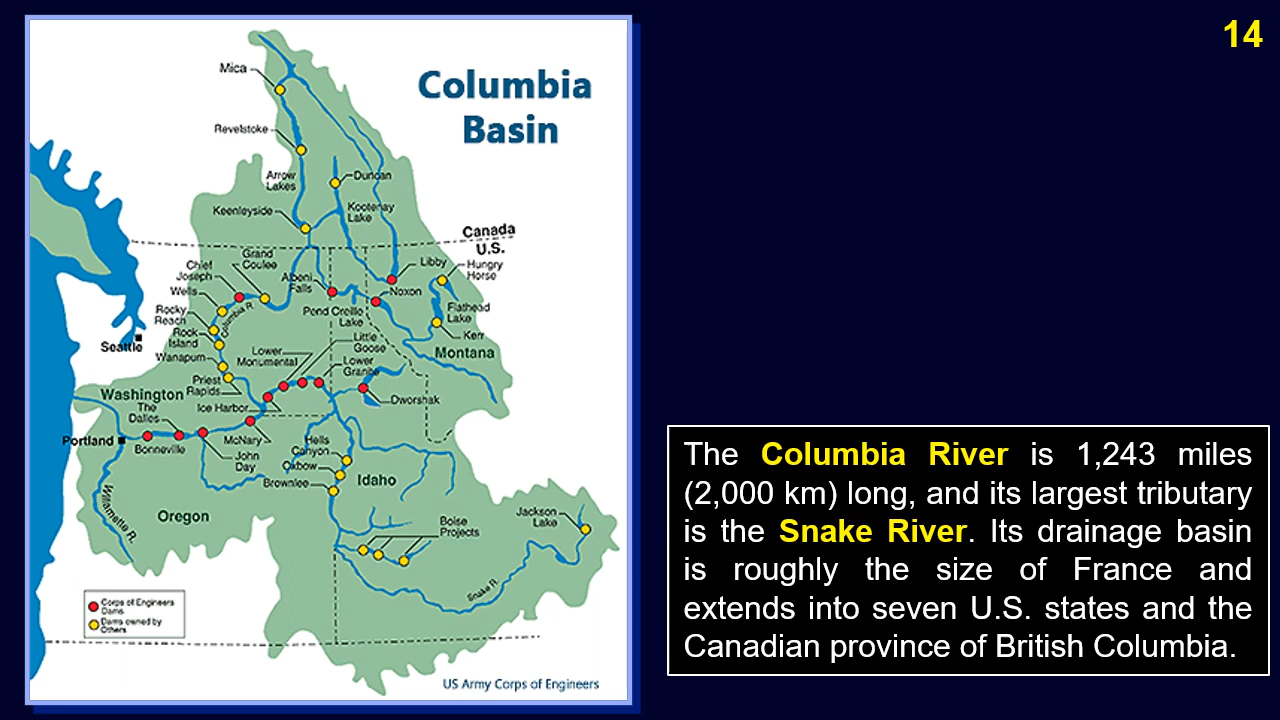 14
Columbia
Basin
Mica
Revelstoke
Arrow
Lakes
Duncan
Keenleyside
Kootenay
Lake
Canada
U.S.
Grand
Coulee
Chief
Joseph
Albeni
Falls
Libby
Hungry
Horse
Wells
Noxon
Columbia R.
Rocky
Reach
Pend Oreille
Lake
Flathead
Lake
Rock
Island
Kerr
Seattle
Little
Goose
Wanapum
Lower
Monumental
Lower
Granite
Montana
Priest
Rapids
Washington
Ice Harbor
Dworshak
The
Dalles
Portland
Bonneville
McNary
John
Day
Hells
Canyon
Oxbow
Brownlee
Idaho
Willamette R.
Oregon
Boise
Projects
Jackson
Lake
Snake R.
Corps of Engineers
Dams
Dams owned by
Others
US Army Corps of Engineers
The Columbia River is 1,243 miles
(2,000 km) long, and its largest tributary
is the Snake River. Its drainage basin
is roughly the size of France and
extends into seven U.S. states and the
Canadian province of British Columbia.